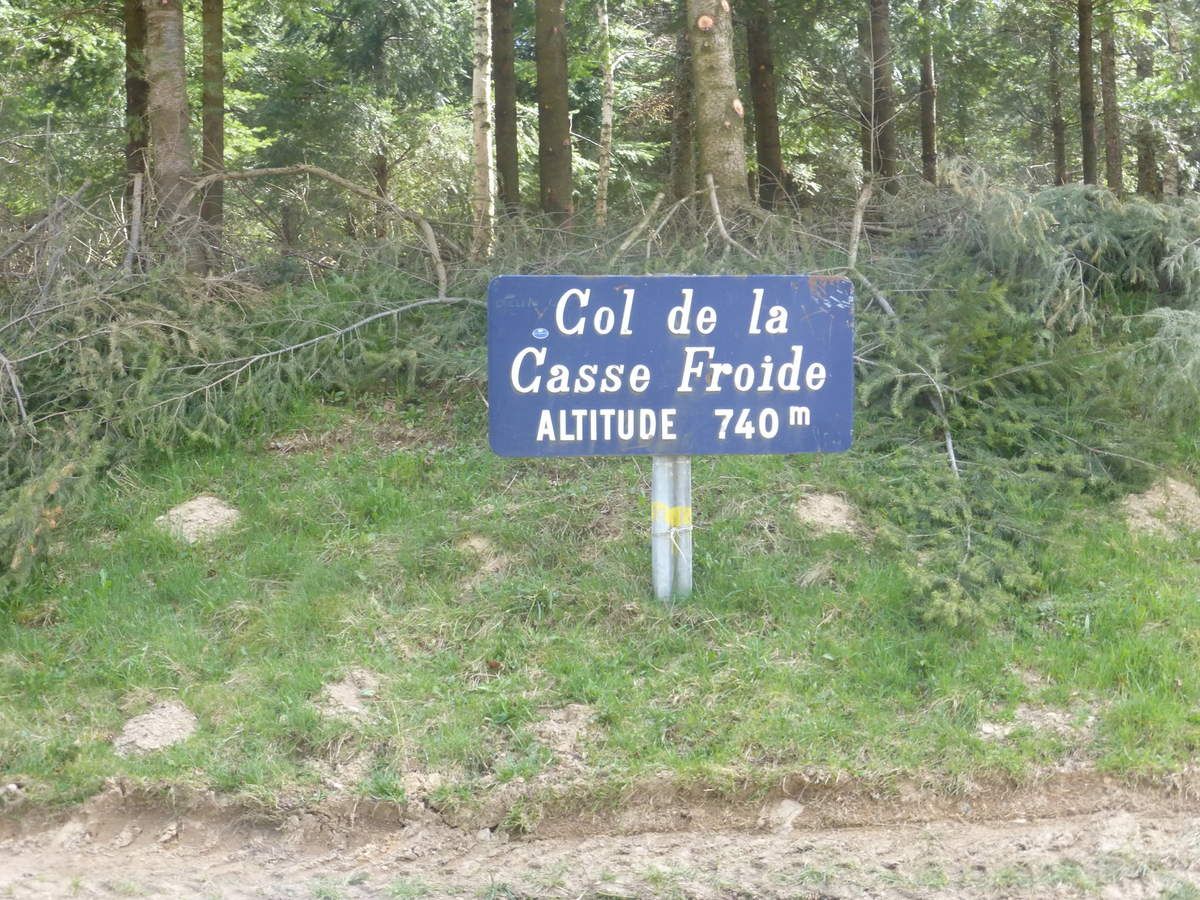 Col de la
Casse Froide
ALTITUDE 740 m